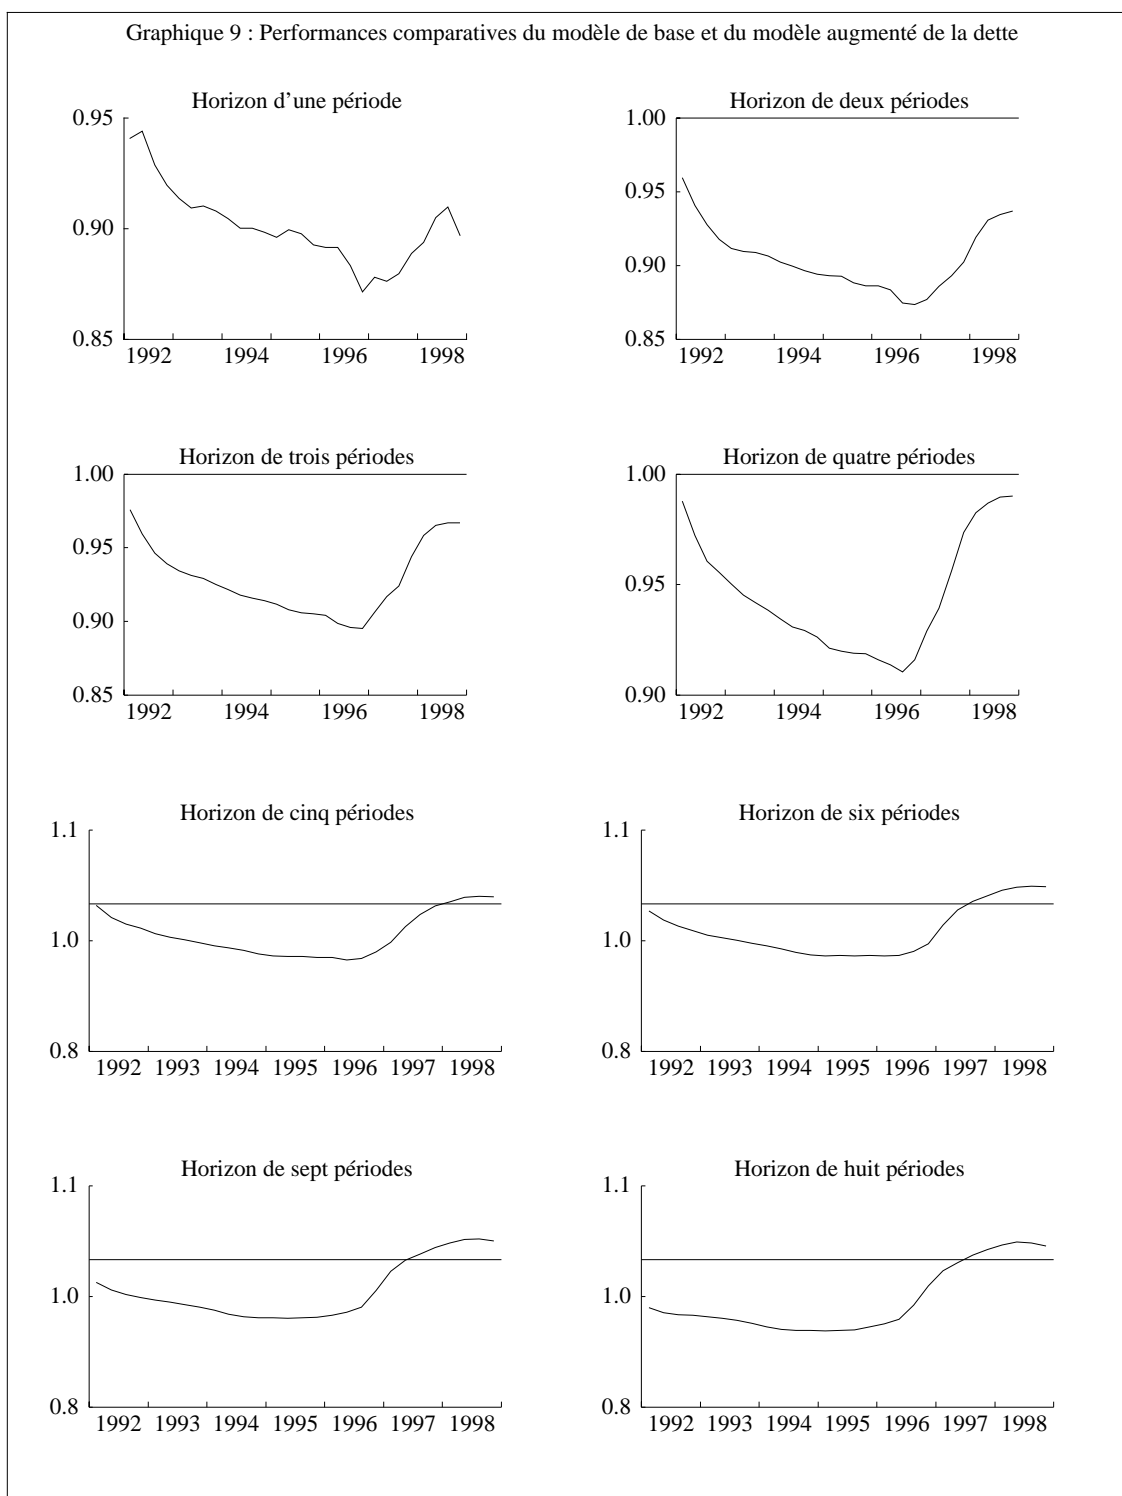 Graphique 9 : Performances comparatives du modèle de base et du modèle augmenté de la dette
Horizon d'une période
0.95
0.90
0.85
1992 1994 1996 1998
Horizon de deux périodes
1.00
0.95
0.90
0.85
1992 1994 1996 1998
Horizon de trois périodes
1.00
0.95
0.90
0.85
1992 1994 1996 1998
Horizon de quatre périodes
1.00
0.95
0.90
1992 1994 1996 1998
Horizon de cinq périodes
1.1
1.0
0.8
1992 1993 1994 1995 1996 1997 1998
Horizon de six périodes
1.1
1.0
0.8
1992 1993 1994 1995 1996 1997 1998
Horizon de sept périodes
1.1
1.0
0.8
1992 1993 1994 1995 1996 1997 1998
Horizon de huit périodes
1.1
1.0
0.8
1992 1993 1994 1995 1996 1997 1998